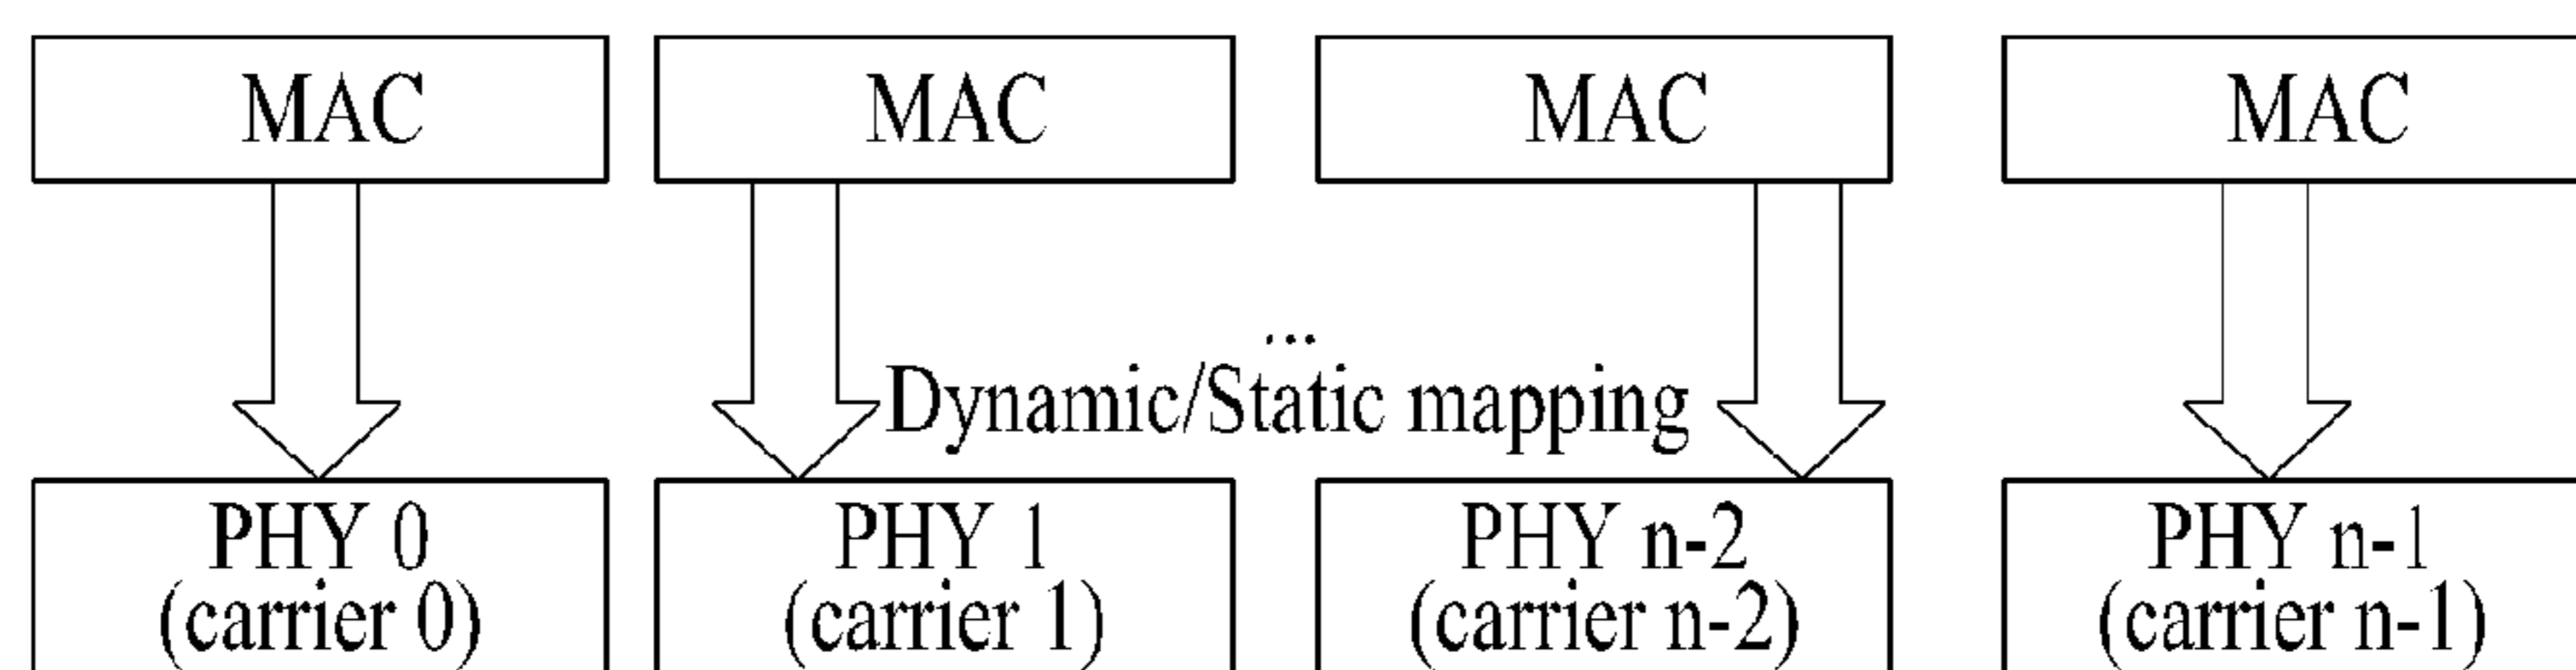 MAC MAC MAC MAC
...
Dynamic/Static mapping
PHY 0 PHY 1 PHY n-2 PHY n-1
(carrier 0) (carrier 1) (carrier n-2) (carrier n-1)